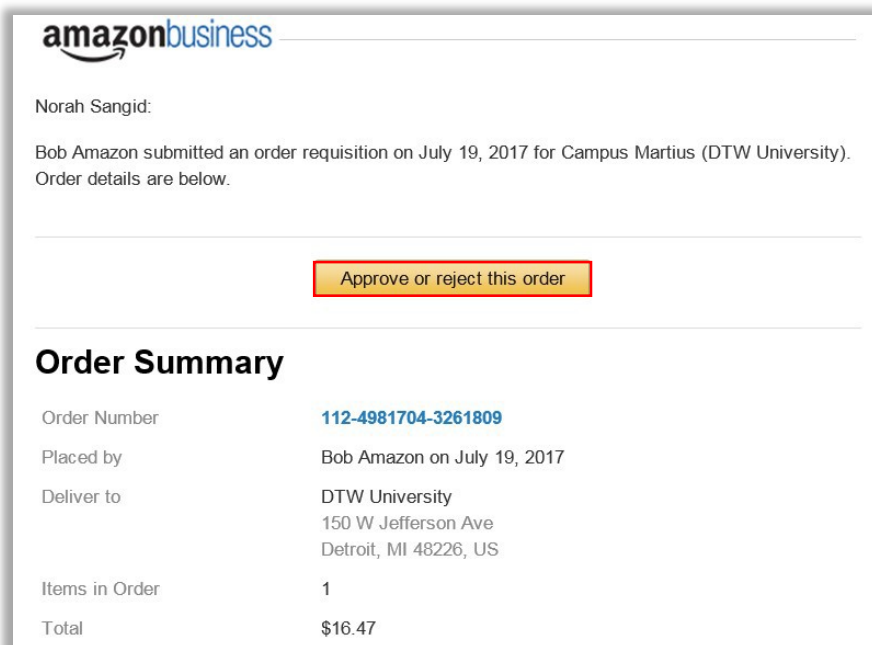 amazonbusiness
Norah Sangid:
Bob Amazon submitted an order requisition on July 19, 2017 for Campus Martius (DTW University).
Order details are below.
Approve or reject this order
Order Summary
Order Number 112-4981704-3261809
Placed by Bob Amazon on July 19, 2017
Deliver to DTW University
150 W Jefferson Ave
Detroit, MI 48226, US
Items in Order 1
Total $16.47